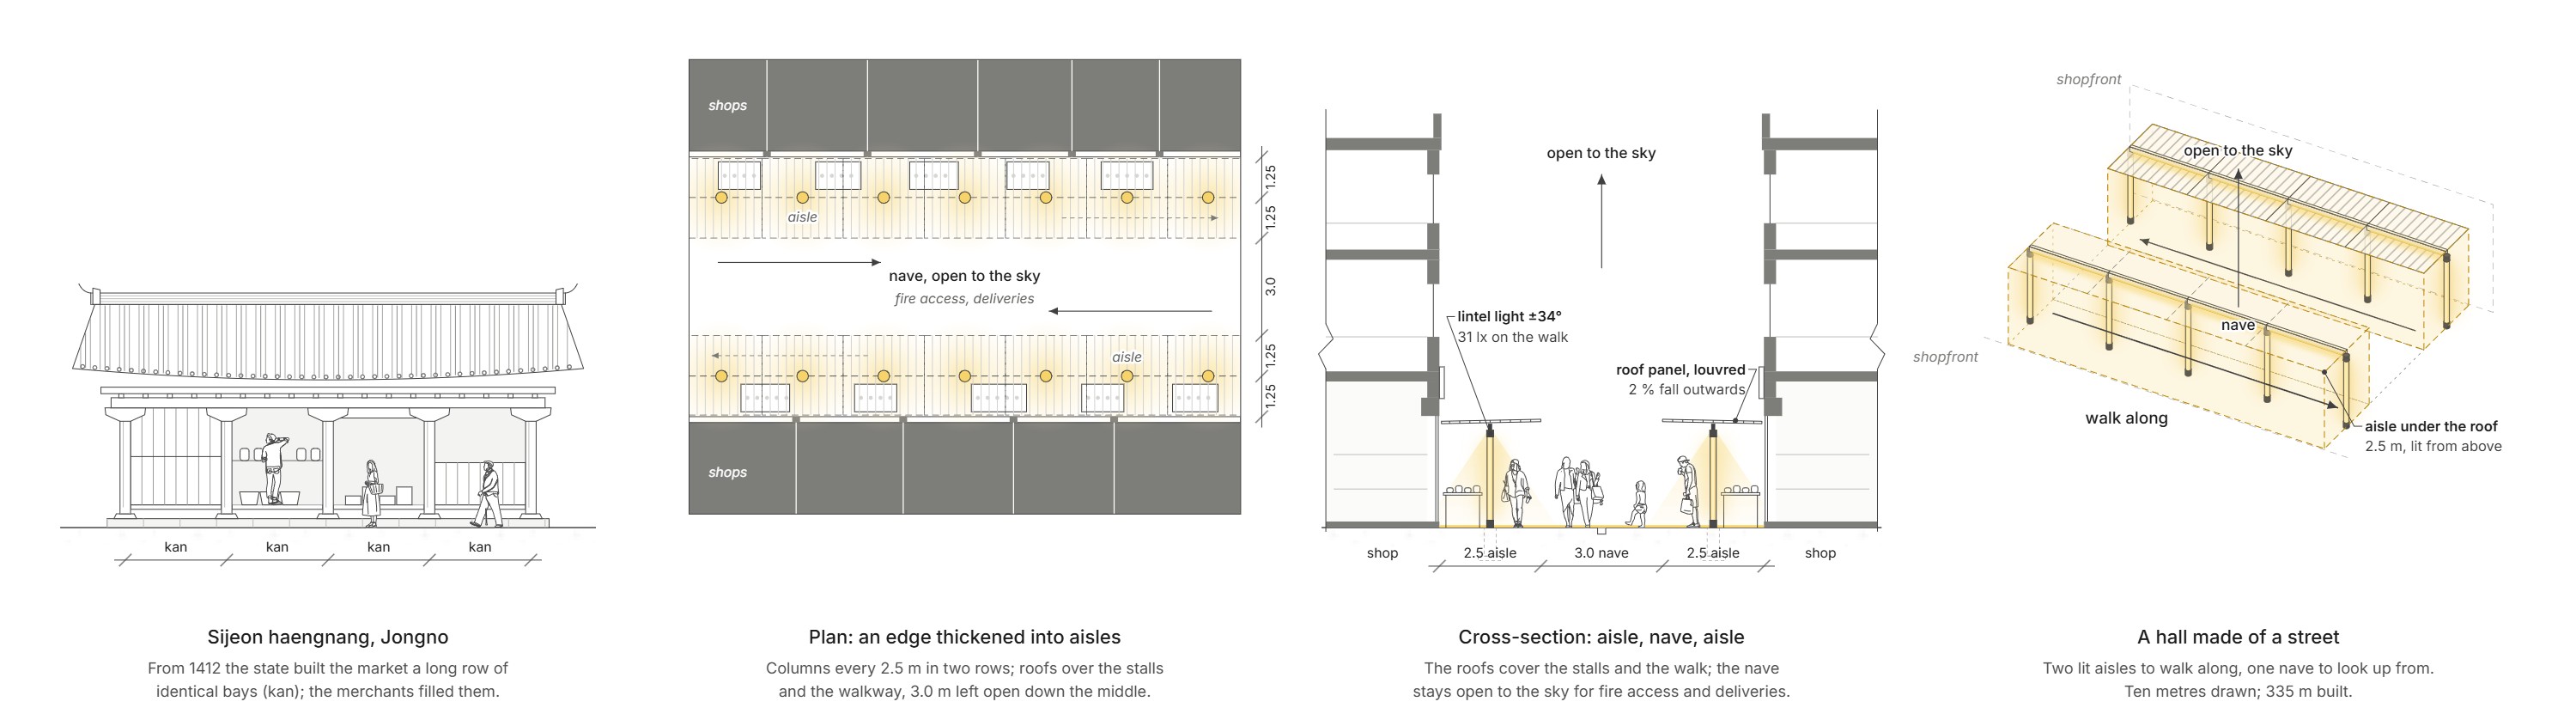 kan
kan
kan
kan
Sijeon haengnang, Jongno
From 1412 the state built the market a long row of
identical bays (kan); the merchants filled them.
shops
aisle
nave, open to the sky
fire access, deliveries
aisle
shops
1.25
1.25
3.0
1.25
1.25
Plan: an edge thickened into aisles
Columns every 2.5 m in two rows; roofs over the stalls
and the walkway, 3.0 m left open down the middle.
open to the sky
lintel light ±34°
31 lx on the walk
roof panel, louvred
2 % fall outwards
shop
2.5 aisle
3.0 nave
2.5 aisle
shop
Cross-section: aisle, nave, aisle
The roofs cover the stalls and the walk; the nave
stays open to the sky for fire access and deliveries.
shopfront
open to the sky
nave
shopfront
walk along
aisle under the roof
2.5 m, lit from above
A hall made of a street
Two lit aisles to walk along, one nave to look up from.
Ten metres drawn; 335 m built.